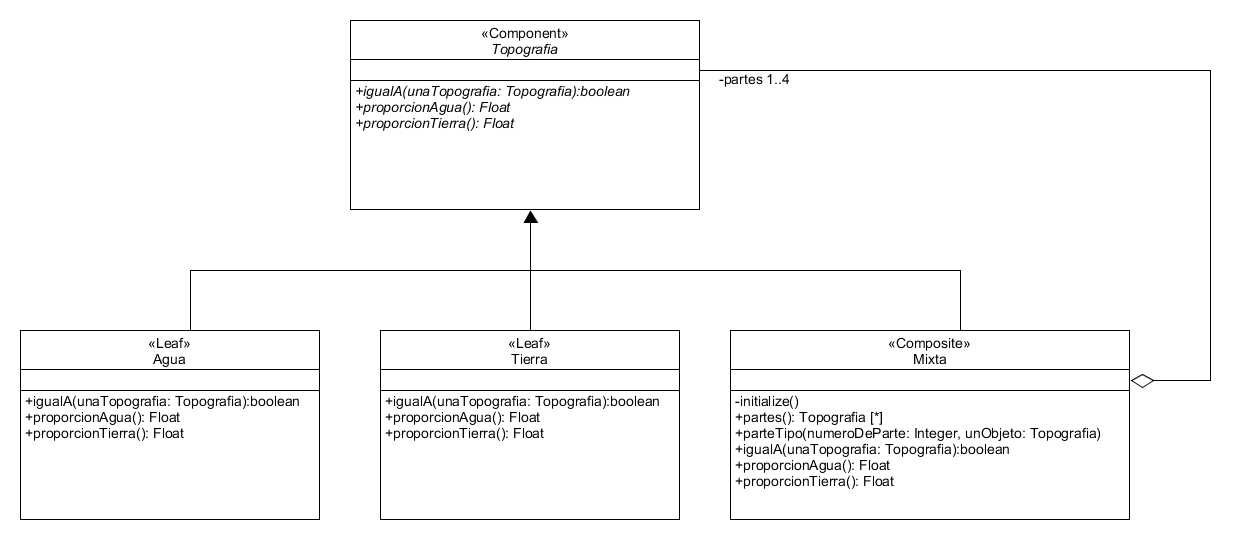 «Component»
Topografia
-partes 1..4
+igualA(unaTopografia: Topografia):boolean
+proporcionAgua(): Float
+proporcionTierra(): Float
«Leaf»
Agua
+igualA(unaTopografia: Topografia):boolean
+proporcionAgua(): Float
+proporcionTierra(): Float
«Leaf»
Tierra
+igualA(unaTopografia: Topografia):boolean
+proporcionAgua(): Float
+proporcionTierra(): Float
«Composite»
Mixta
-initialize()
+partes(): Topografia [*]
+parteTipo(numeroDeParte: Integer, unObjeto: Topografia)
+igualA(unaTopografia: Topografia):boolean
+proporcionAgua(): Float
+proporcionTierra(): Float